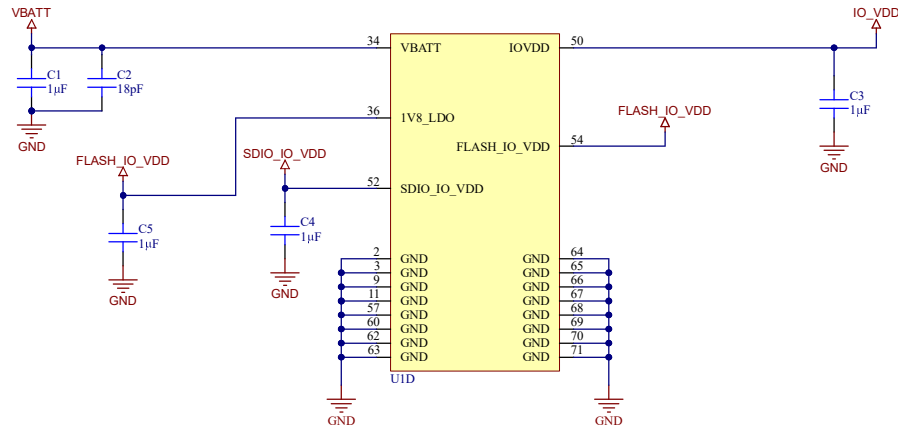 VBATT
IO_VDD
34
VBATT
IOVDD
50
C1
1µF
C2
18pF
C3
1µF
GND
36
1V8_LDO
FLASH_IO_VDD
FLASH_IO_VDD
54
GND
FLASH_IO_VDD
SDIO_IO_VDD
52
SDIO_IO_VDD
C5
1µF
C4
1µF
GND
GND
2
GND
GND
64
3
GND
GND
65
9
GND
GND
66
11
GND
GND
67
57
GND
GND
68
60
GND
GND
69
62
GND
GND
70
63
GND
GND
71
U1D
GND
GND